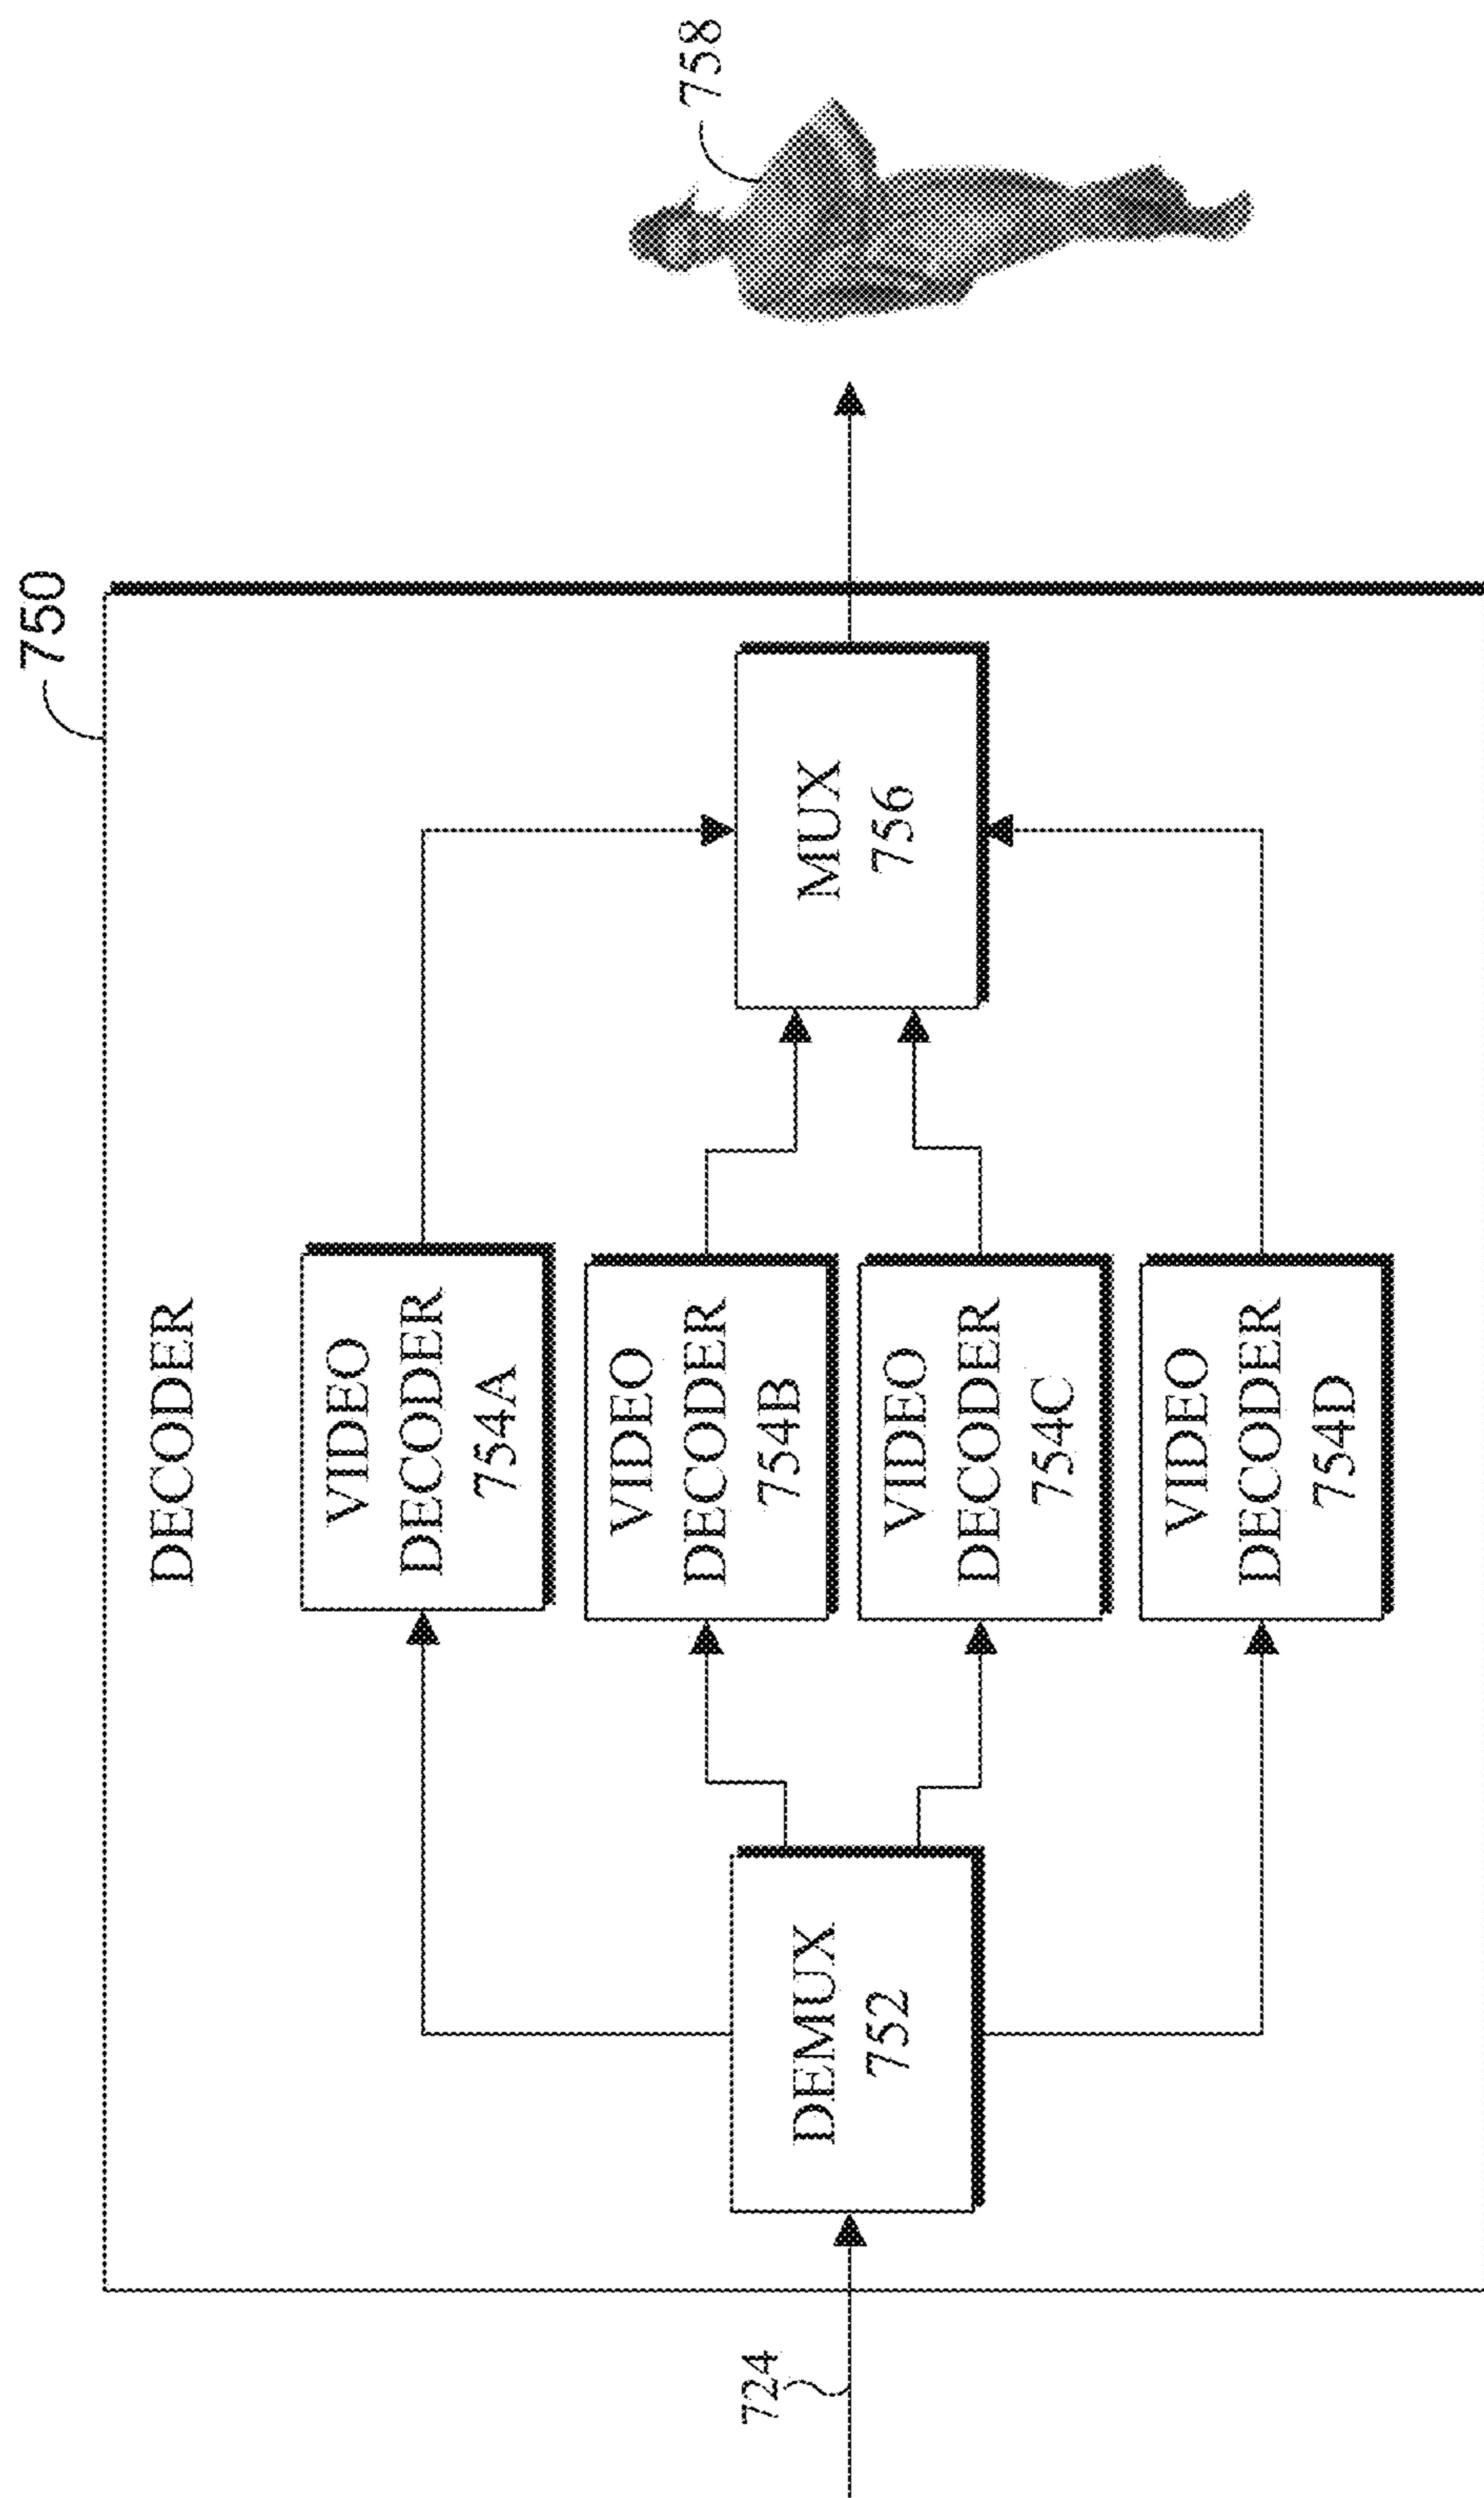 750
DECODER
VIDEO
DECODER
754A
VIDEO
DECODER
754B
VIDEO
DECODER
754C
VIDEO
DECODER
754D
DEMUX
752
MUX
756
724
758